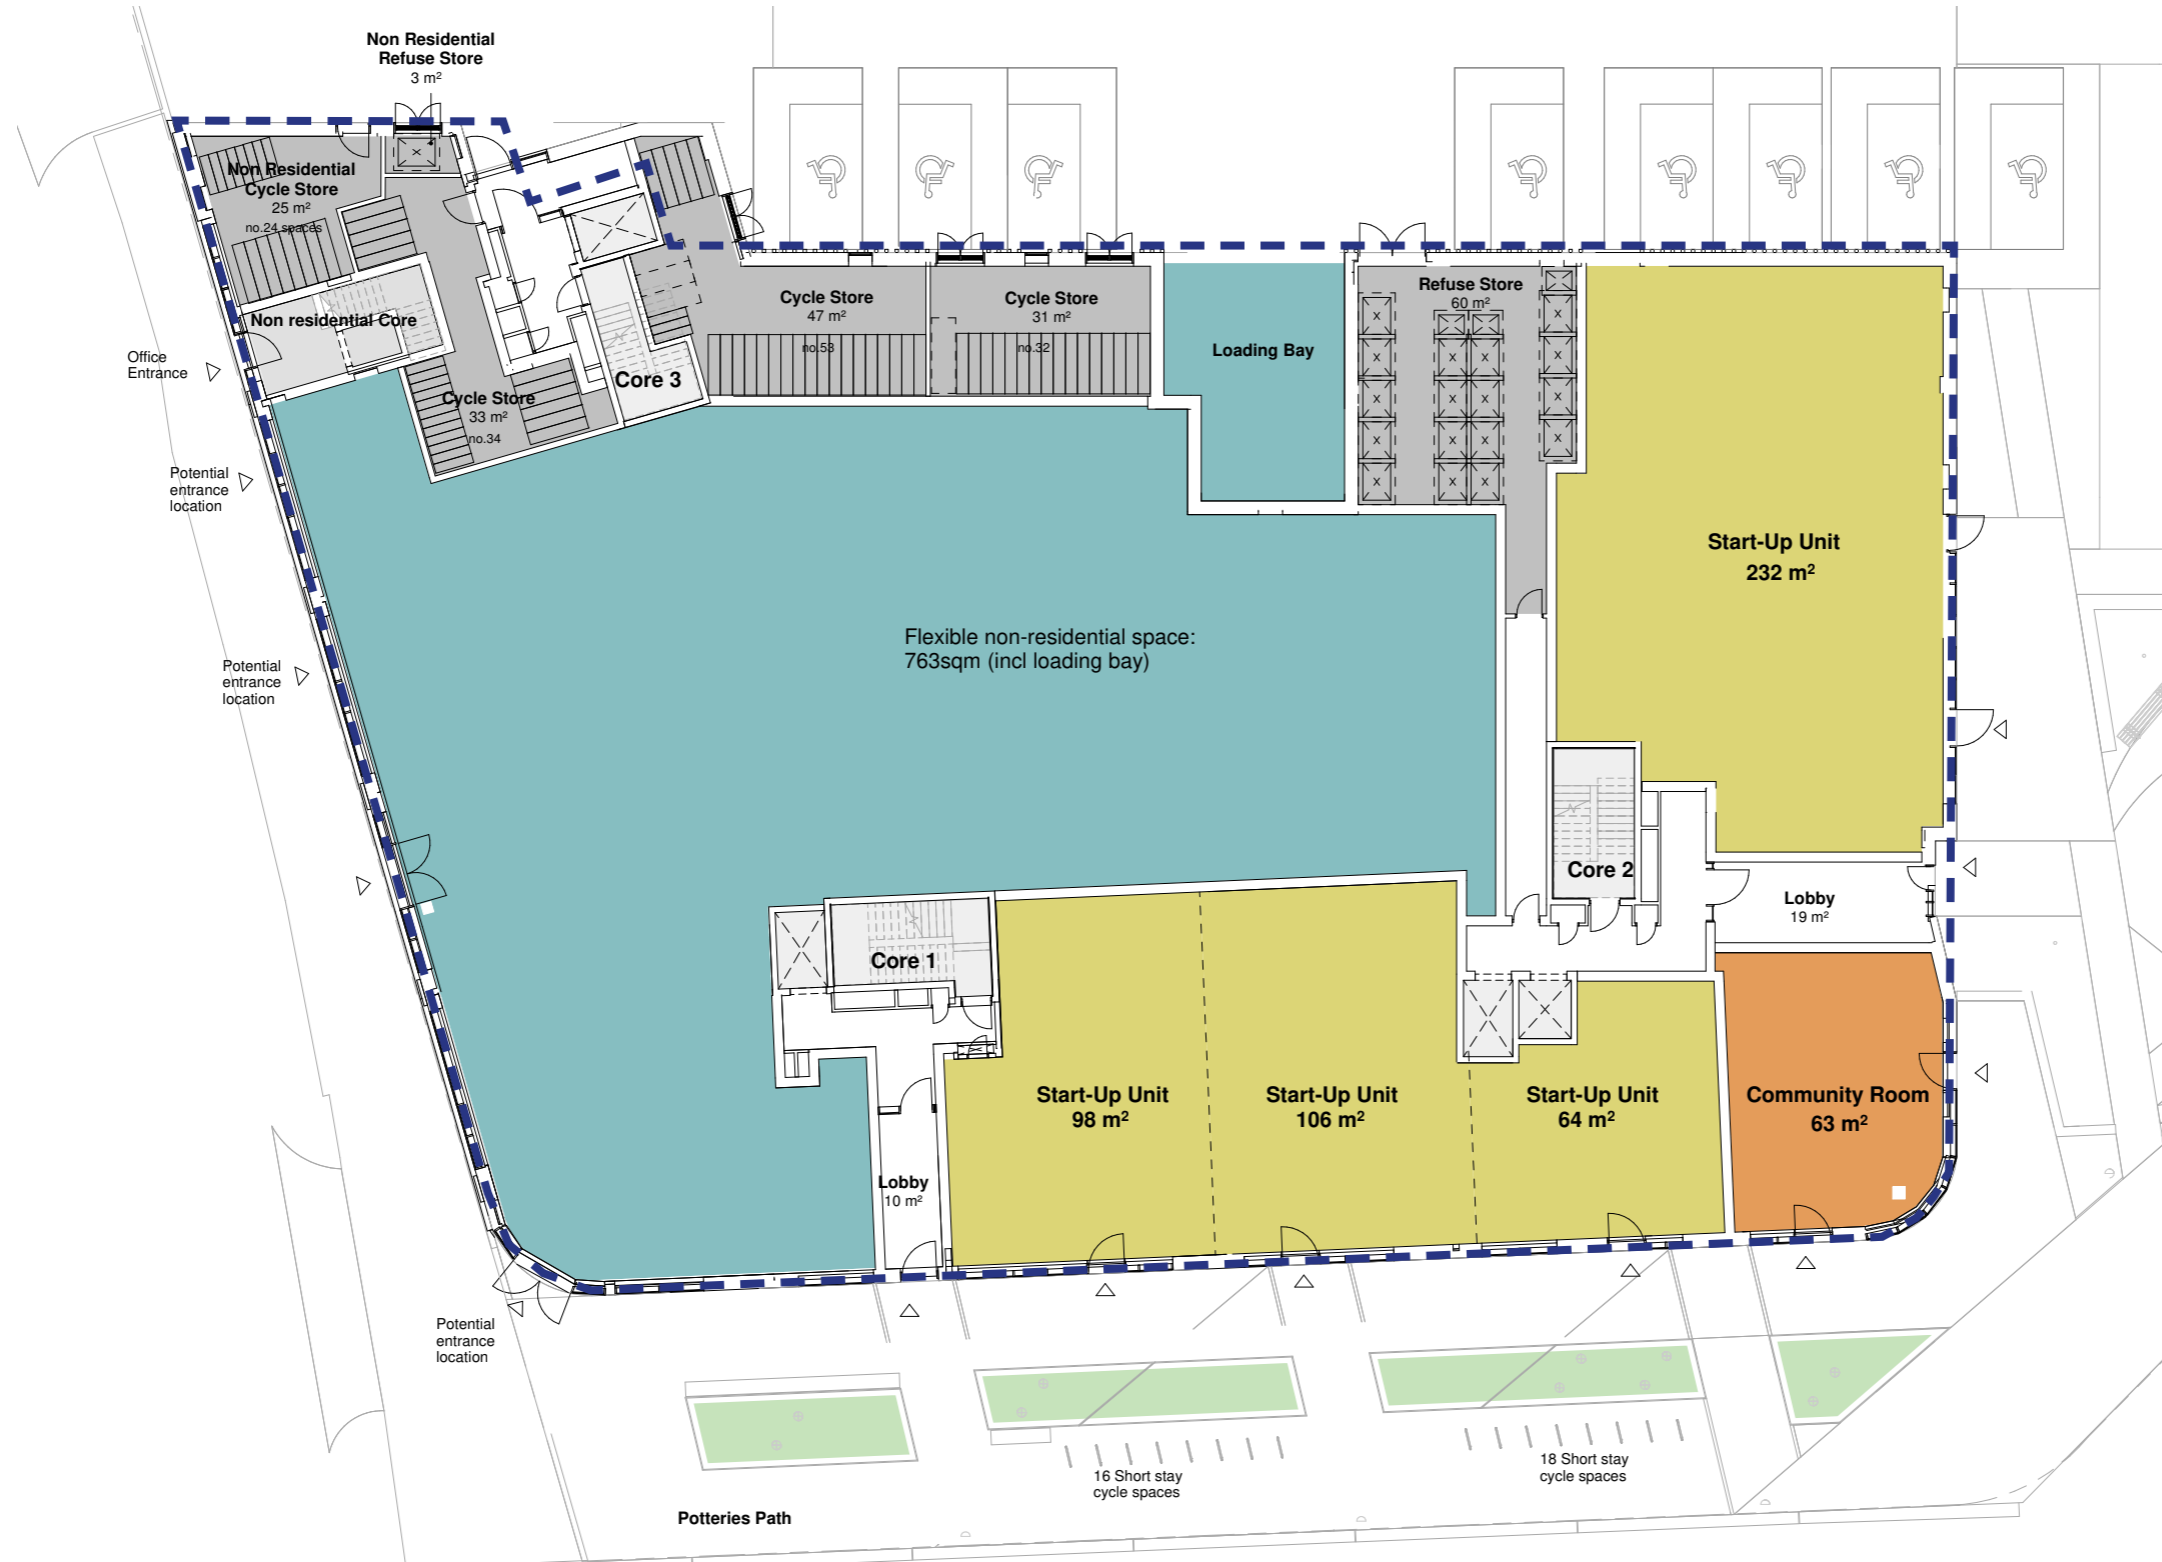 Non Residential
Refuse Store
3 m²
Non Residential
Cycle Store
25 m²
no.24 spaces
Non residential Core
Office
Entrance
Cycle Store
33 m²
no.34
Core 3
Cycle Store
47 m²
no.53
Cycle Store
31 m²
no.32
Loading Bay
Refuse Store
60 m²
Start-Up Unit
232 m²
Potential
entrance
location
Potential
entrance
location
Flexible non-residential space:
763sqm (incl loading bay)
Core 2
Lobby
19 m²
Core 1
Start-Up Unit
98 m²
Start-Up Unit
106 m²
Start-Up Unit
64 m²
Community Room
63 m²
Lobby
10 m²
Potential
entrance
location
16 Short stay
cycle spaces
18 Short stay
cycle spaces
Potteries Path